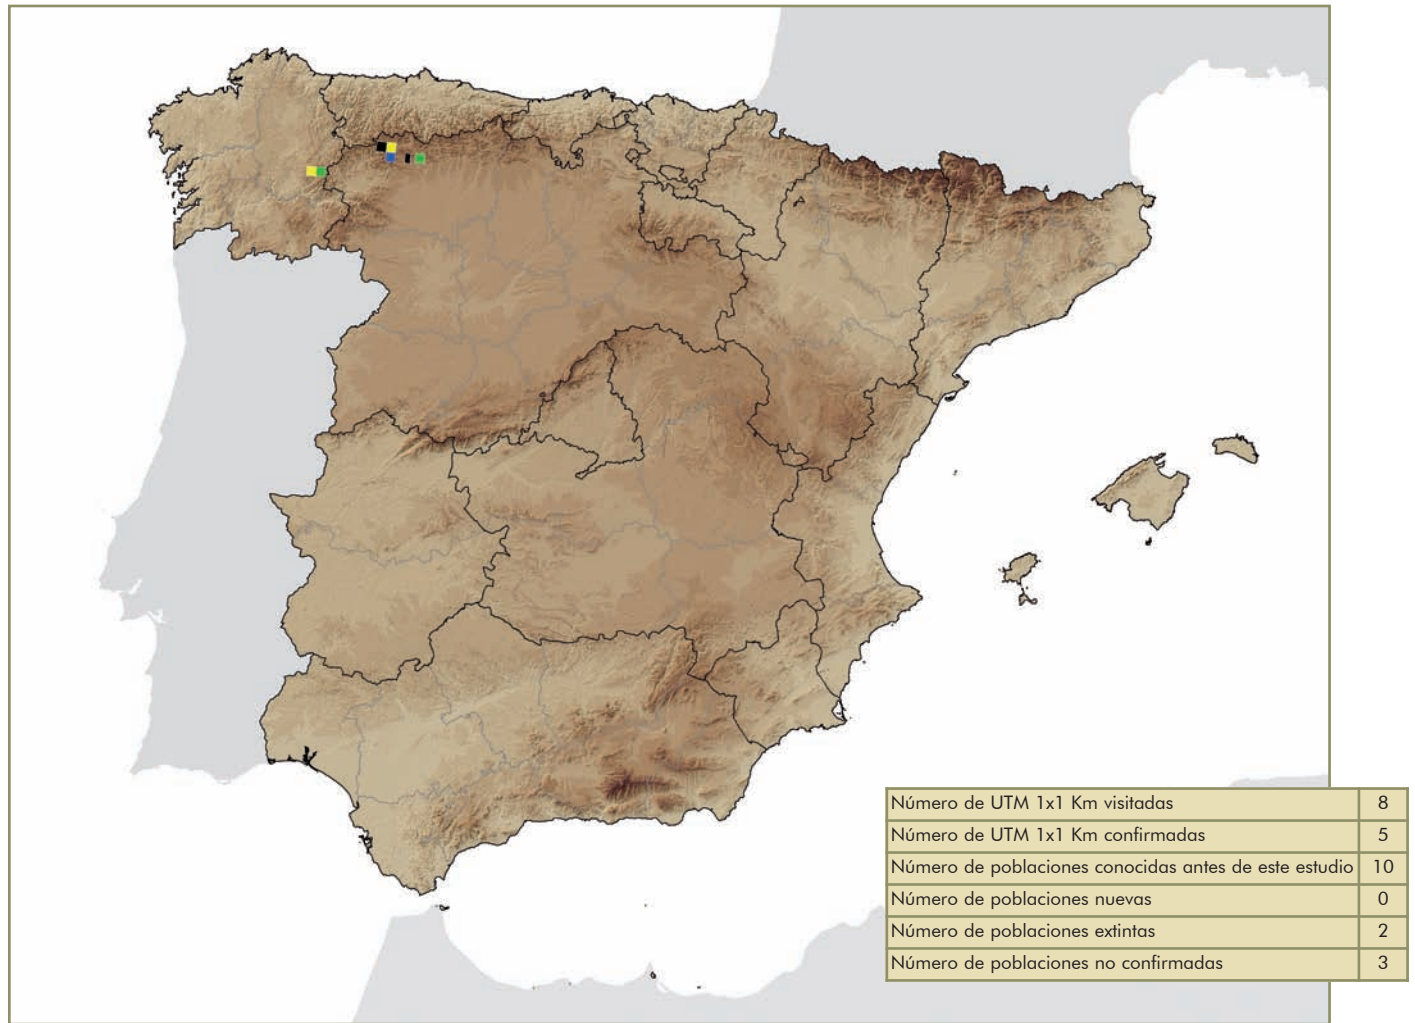 Número de UTM 1x1 Km visitadas 8
Número de UTM 1x1 Km confirmadas 5
Número de poblaciones conocidas antes de este estudio 10
Número de poblaciones nuevas 0
Número de poblaciones extintas 2
Número de poblaciones no confirmadas 3